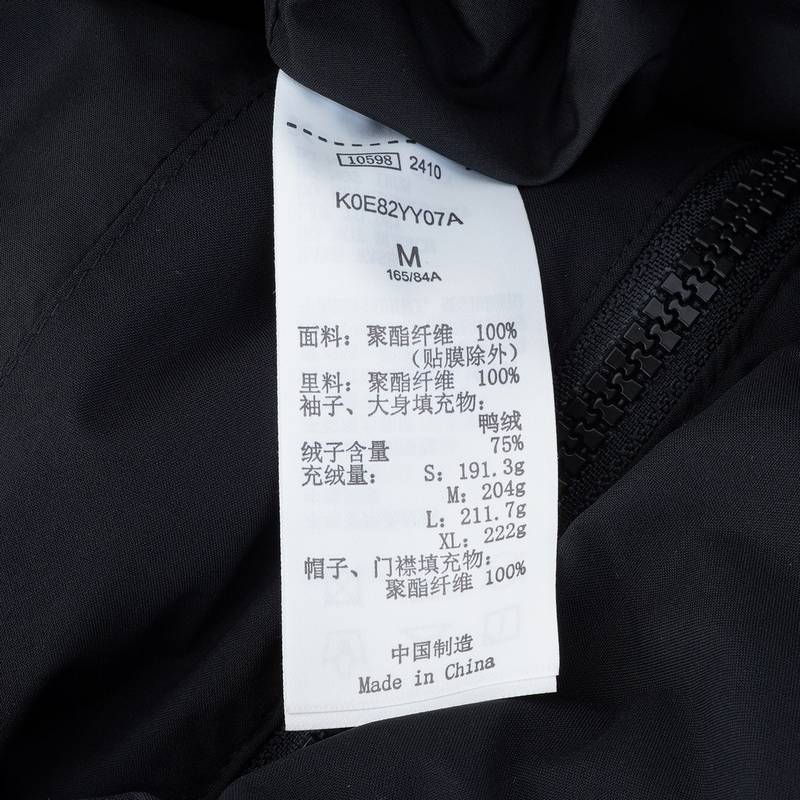 10598 2410
K0E82YY07A
M
165/84A
面料：聚酯纤维 100%
（贴膜除外）
里料：聚酯纤维 100%
袖子、大身填充物：
鸭绒
绒子含量 75%
充绒量： S：191.3g
M：204g
L：211.7g
XL：222g
帽子、门襟填充物：
聚酯纤维 100%
中国制造
Made in China